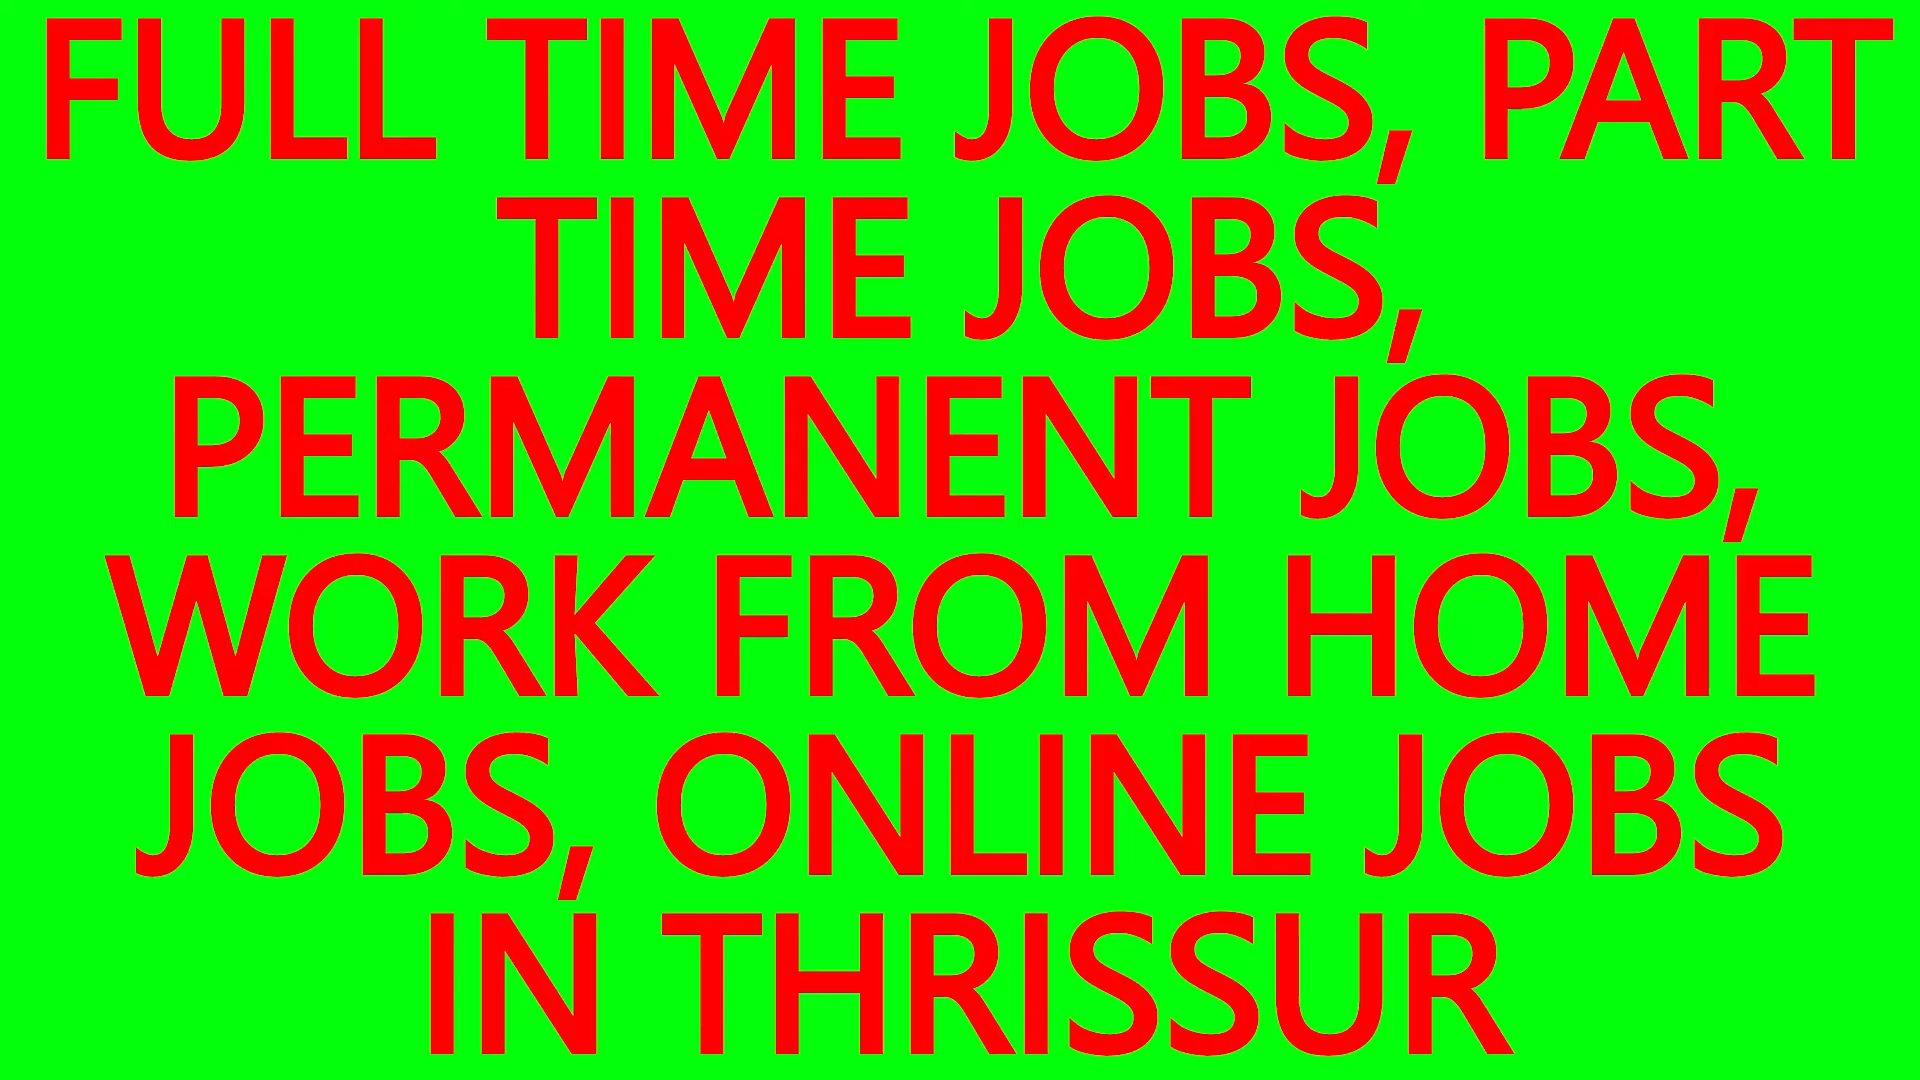 FULL TIME JOBS, PART
TIME JOBS,
PERMANENT JOBS,
WORK FROM HOME
JOBS, ONLINE JOBS
IN THRISSUR